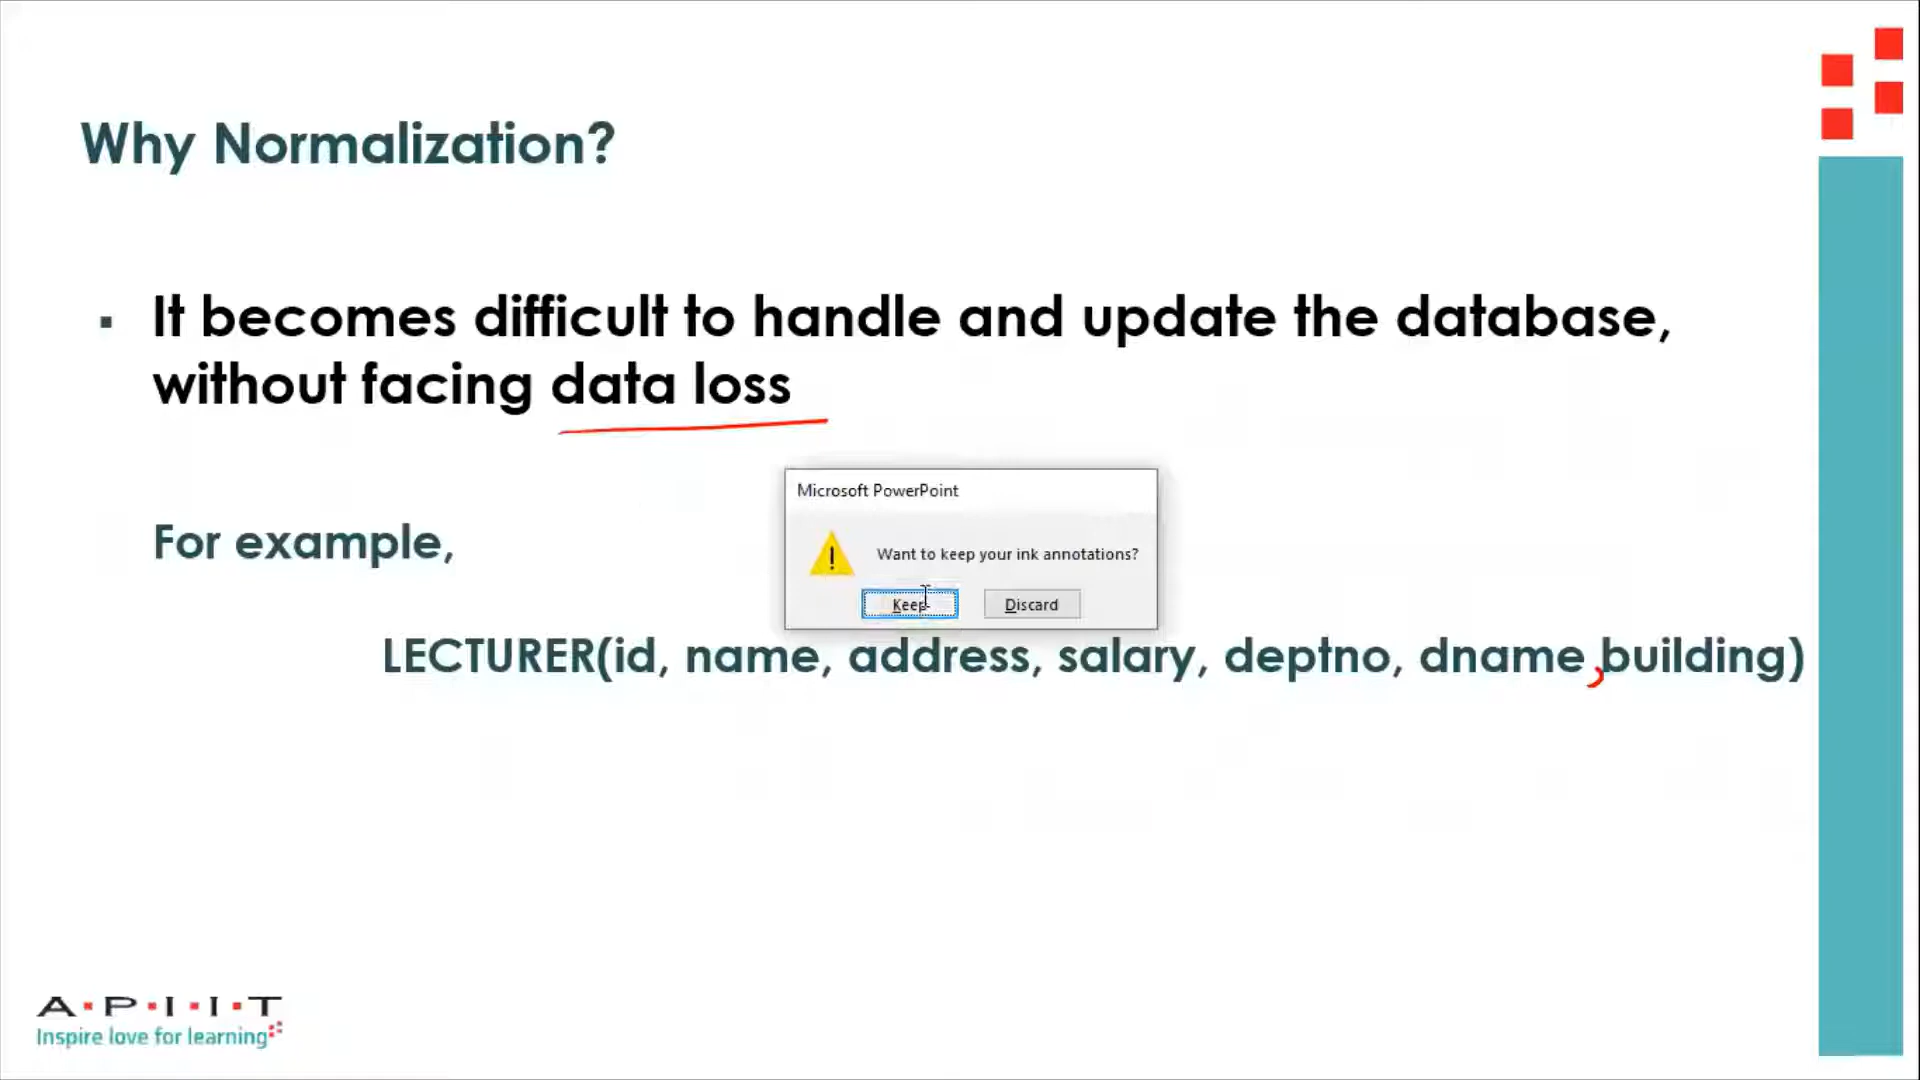 Why Normalization?
▪ It becomes difficult to handle and update the database,
without facing data loss
For example,
Microsoft PowerPoint
Want to keep your ink annotations?
Keep
Discard
LECTURER(id, name, address, salary, deptno, dname,building)
A·P·I·I·T
Inspire love for learning